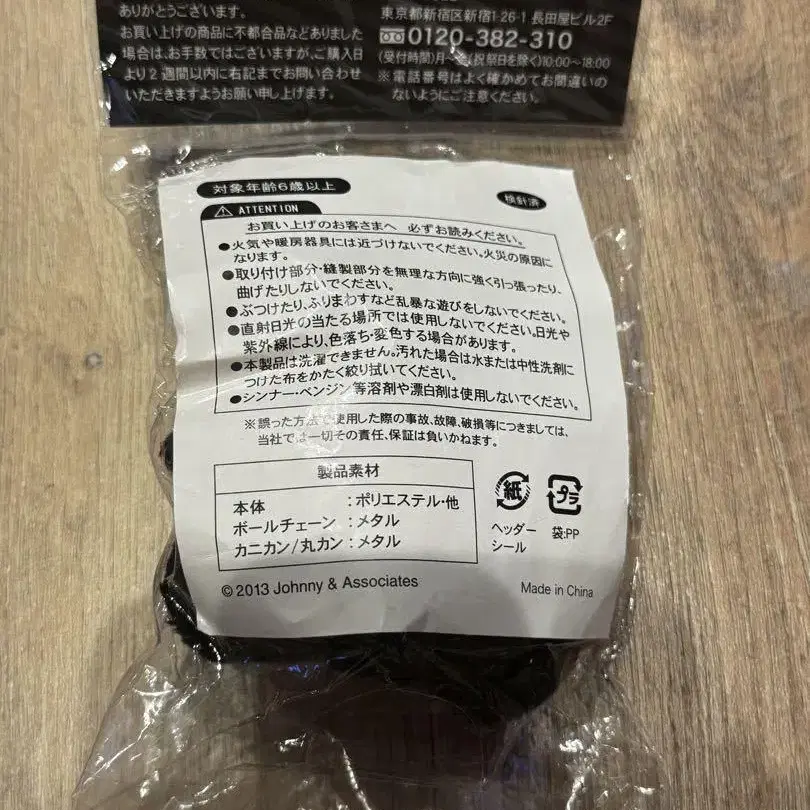 ありがとうございます。
お買い上げの商品に不都合品などありました
場合は、お手数ではございますが、ご購入日
より2週間以内に右記までお問い合わせ
いただきますようお願い申し上げます。
東京都新宿区新宿1-26-1 長田屋ビル2F
0120-382-310
(受付時間)月~ (祝祭日を除く)10:00~18:00
※電話番号はよく確かめてお間違いの
ないようにご注意ください。
対象年齢6歳以上
検針済
ATTENTION
お買い上げのお客さまへ 必ずお読みください。
●火気や暖房器具には近づけないでください。火災の原因に
なります。
●取り付け部分・縫製部分を無理な方向に強く引っ張ったり、
曲げたりしないでください。
●ぶつけたり、ふりまわすなど乱暴な遊びをしないでください。
●直射日光の当たる場所では使用しないでください。日光や
紫外線により、色落ち・変色する場合があります。
●本製品は洗濯できません。汚れた場合は水または中性洗剤に
つけた布をかたく絞り拭いてください。
●シンナー・ベンジン等溶剤や漂白剤は使用しないでください。
※誤った方法で使用した際の事故、故障、破損等につきましては、
当社では一切その責任、保証は負いかねます。
製品素材
本体 :ポリエステル・他
ボールチェーン :メタル
カニカン/丸カン :メタル
紙
ヘッダー
シール
プラ
袋:PP
© 2013 Johnny & Associates
Made in China